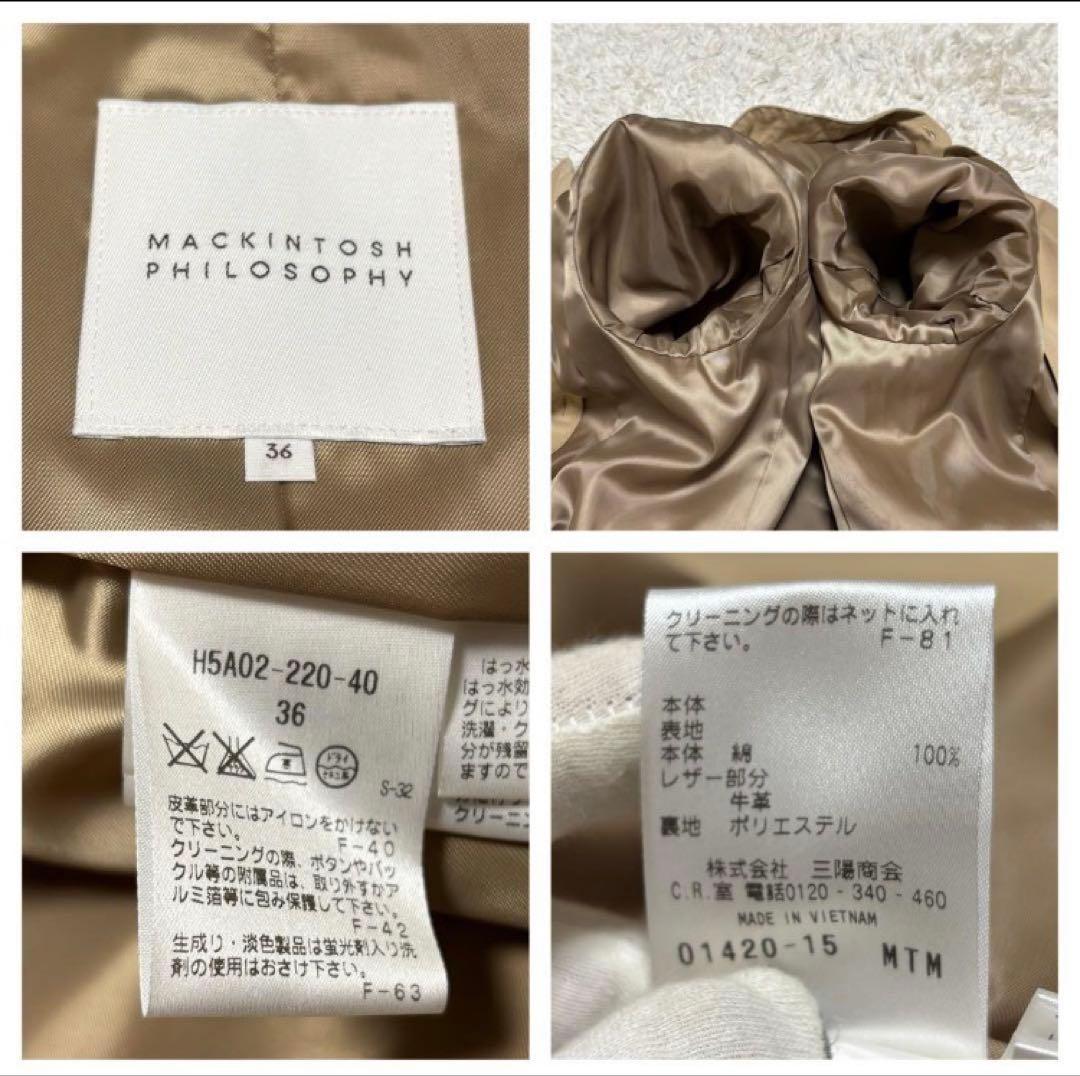 MACKINTOSH
PHILOSOPHY
36
H5A02-220-40
36
ドライ
S-32
皮革部分にはアイロンをかけない
で下さい。
F-40
クリーニングの際、ボタンやバッ
クル等の附属品は、取り外すかア
ルミ箔等に包み保護して下さい。
F-42
生成り・淡色製品は蛍光剤入り洗
剤の使用はおさけ下さい。
F-63
はっ水
はっ水効
グにより
洗濯・ク
分が残留
ますので
クリーニン
クリーニングの際はネットに入れ
て下さい。 F-81
本体
表地
本体 綿 100%
レザー部分
牛革
裏地 ポリエステル
株式会社 三陽商会
C.R.室 電話0120-340-460
MADE IN VIETNAM
01420-15 MTM